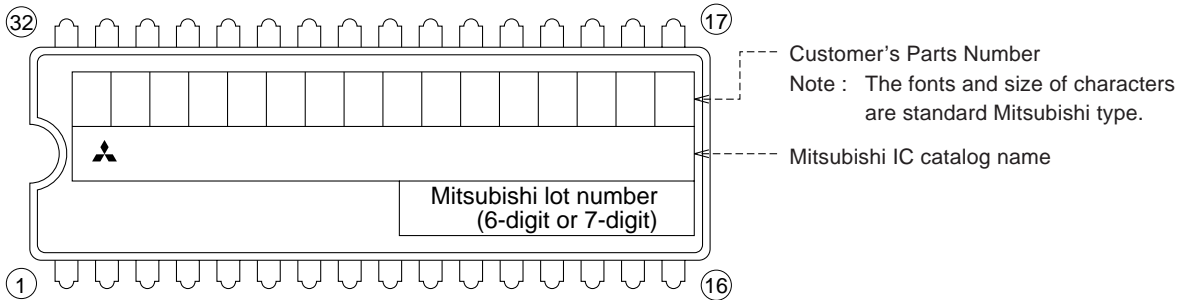 32
17
Customer's Parts Number
Note : The fonts and size of characters
are standard Mitsubishi type.
Mitsubishi IC catalog name
Mitsubishi lot number
(6-digit or 7-digit)
1
16